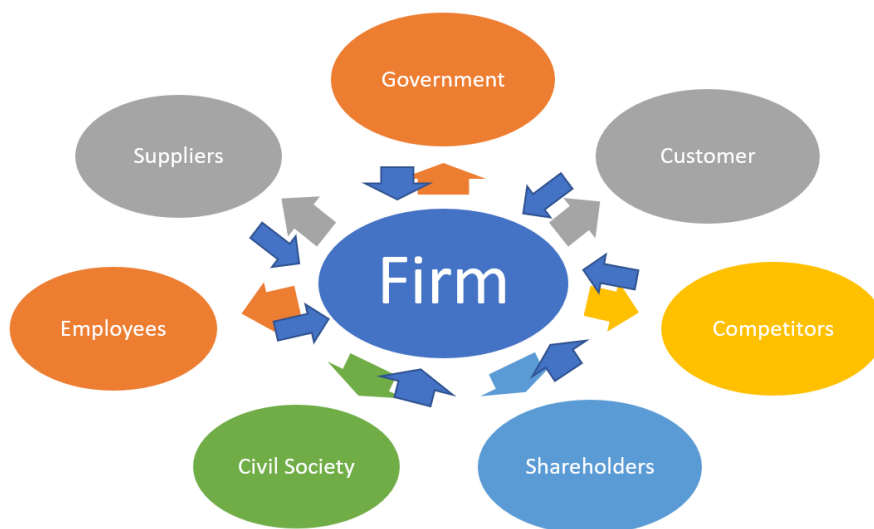 Government
Suppliers
Customer
Firm
Employees
Competitors
Civil Society
Shareholders